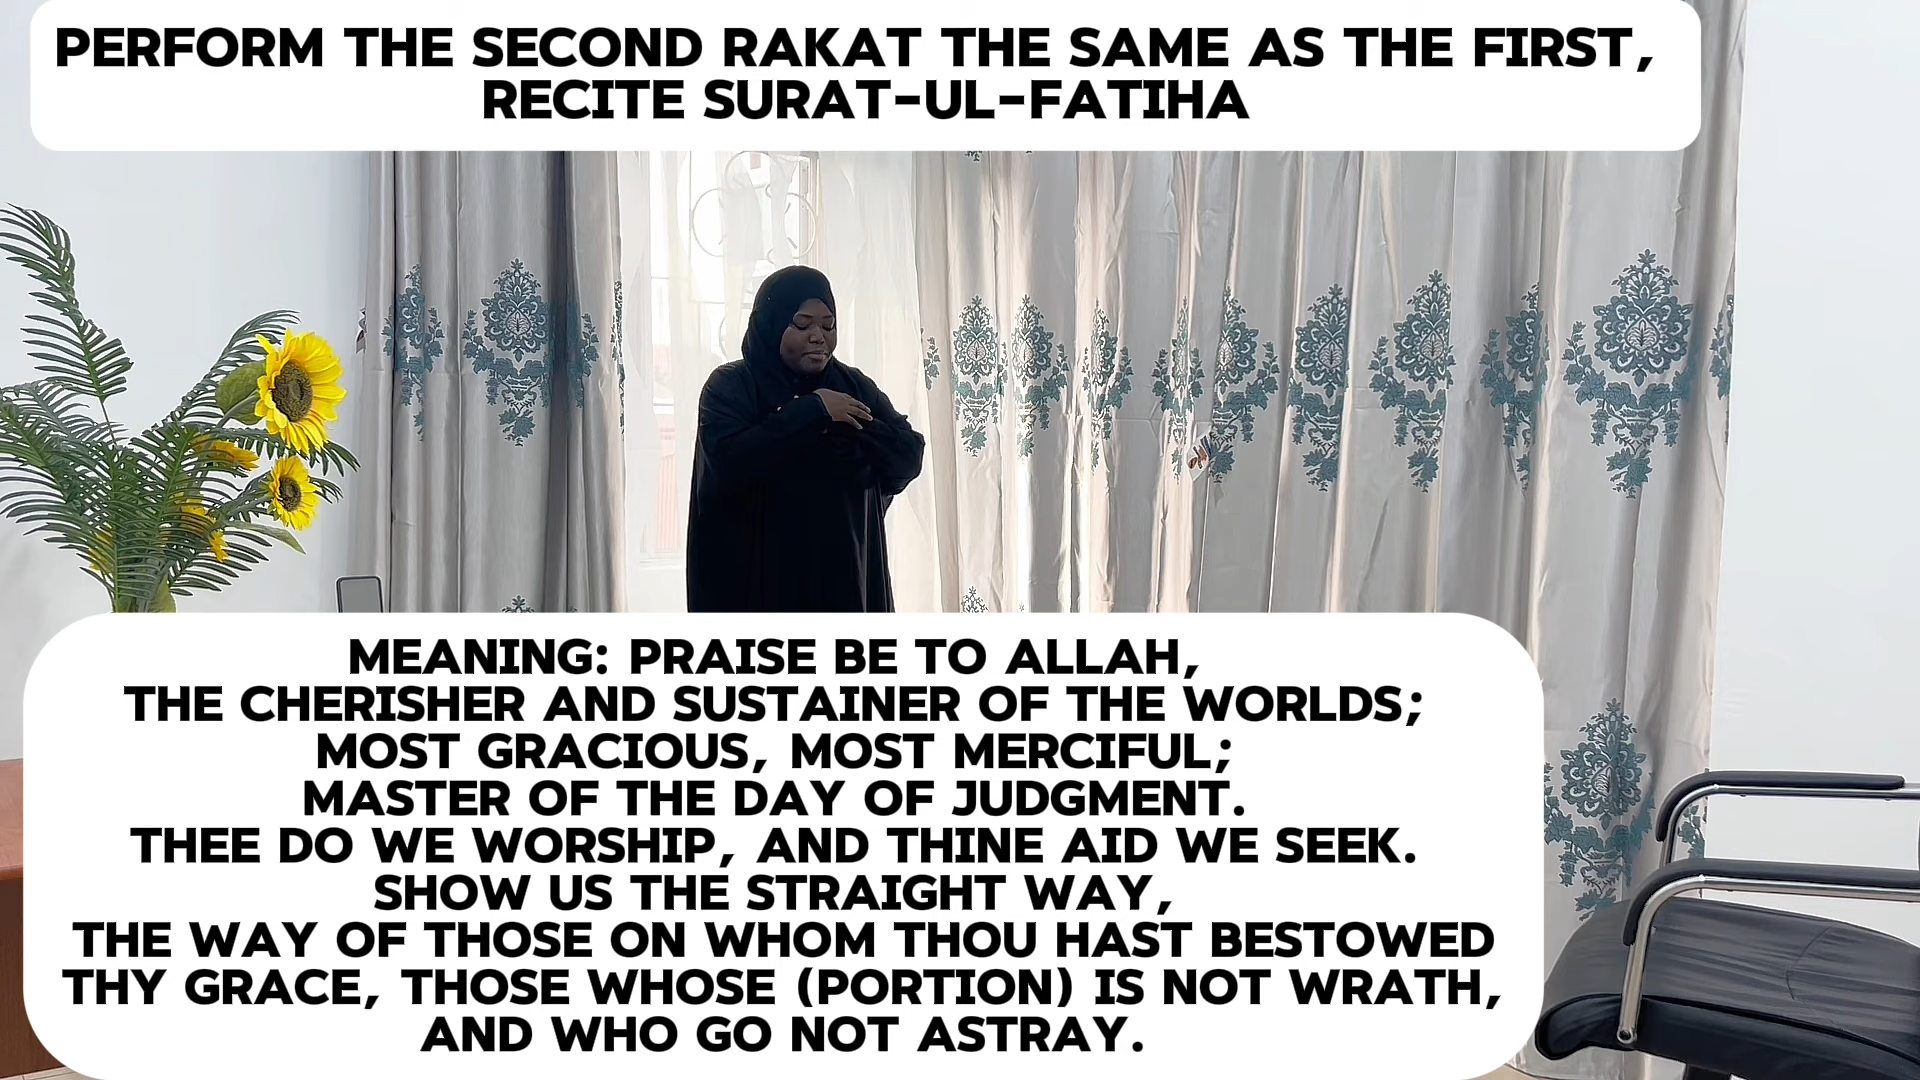 PERFORM THE SECOND RAKAT THE SAME AS THE FIRST,
RECITE SURAT-UL-FATIHA
MEANING: PRAISE BE TO ALLAH,
THE CHERISHER AND SUSTAINER OF THE WORLDS;
MOST GRACIOUS, MOST MERCIFUL;
MASTER OF THE DAY OF JUDGMENT.
THEE DO WE WORSHIP, AND THINE AID WE SEEK.
SHOW US THE STRAIGHT WAY,
THE WAY OF THOSE ON WHOM THOU HAST BESTOWED
THY GRACE, THOSE WHOSE (PORTION) IS NOT WRATH,
AND WHO GO NOT ASTRAY.